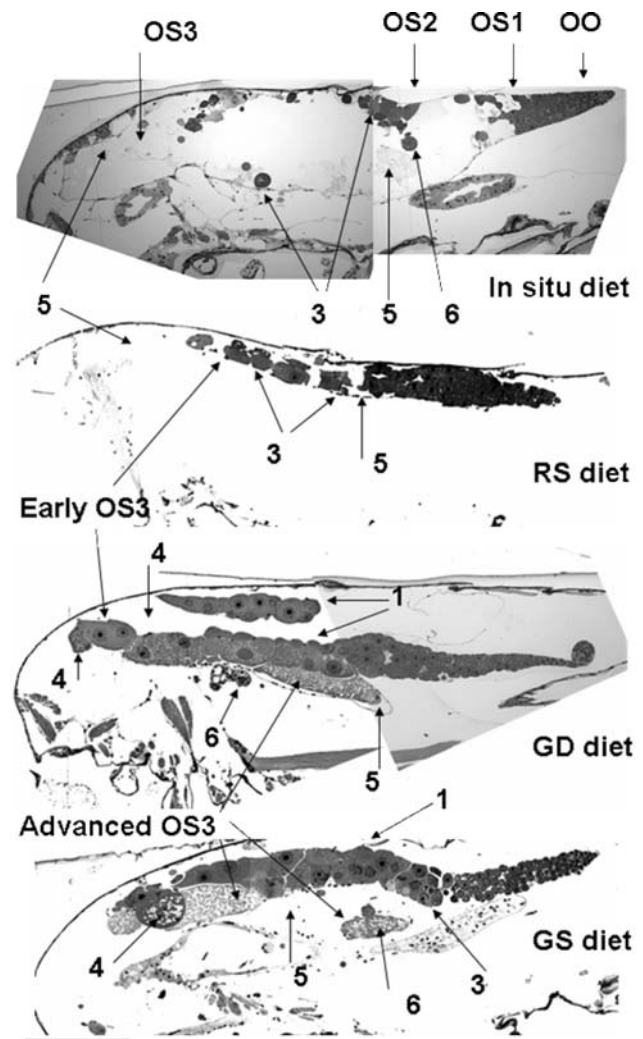 OS3 OS2 OS1 OO
5 3 5 6 In situ diet
3 5 RS diet
Early OS3 4 1
4 6 5 GD diet
Advanced OS3 1
4 5 6 3 GS diet